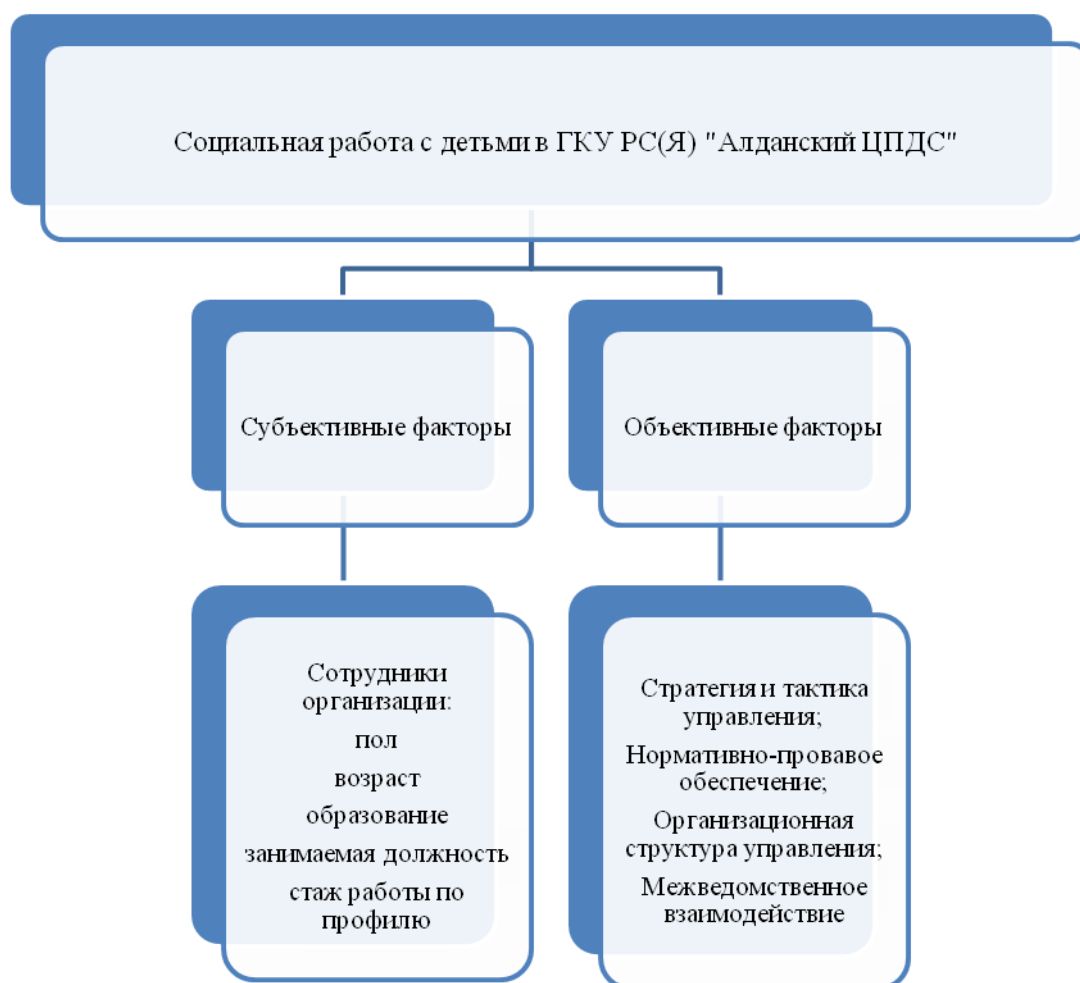 Социальная работа с детьми в ГКУ РС(Я) "Алданский ЦПДС"
Субъективные факторы
Объективные факторы
Сотрудники
организации:
пол
возраст
образование
занимаемая должность
стаж работы по
профилю
Стратегия и тактика
управления;
Нормативно-провавое
обеспечение;
Организационная
структура управления;
Межведомственное
взаимодействие